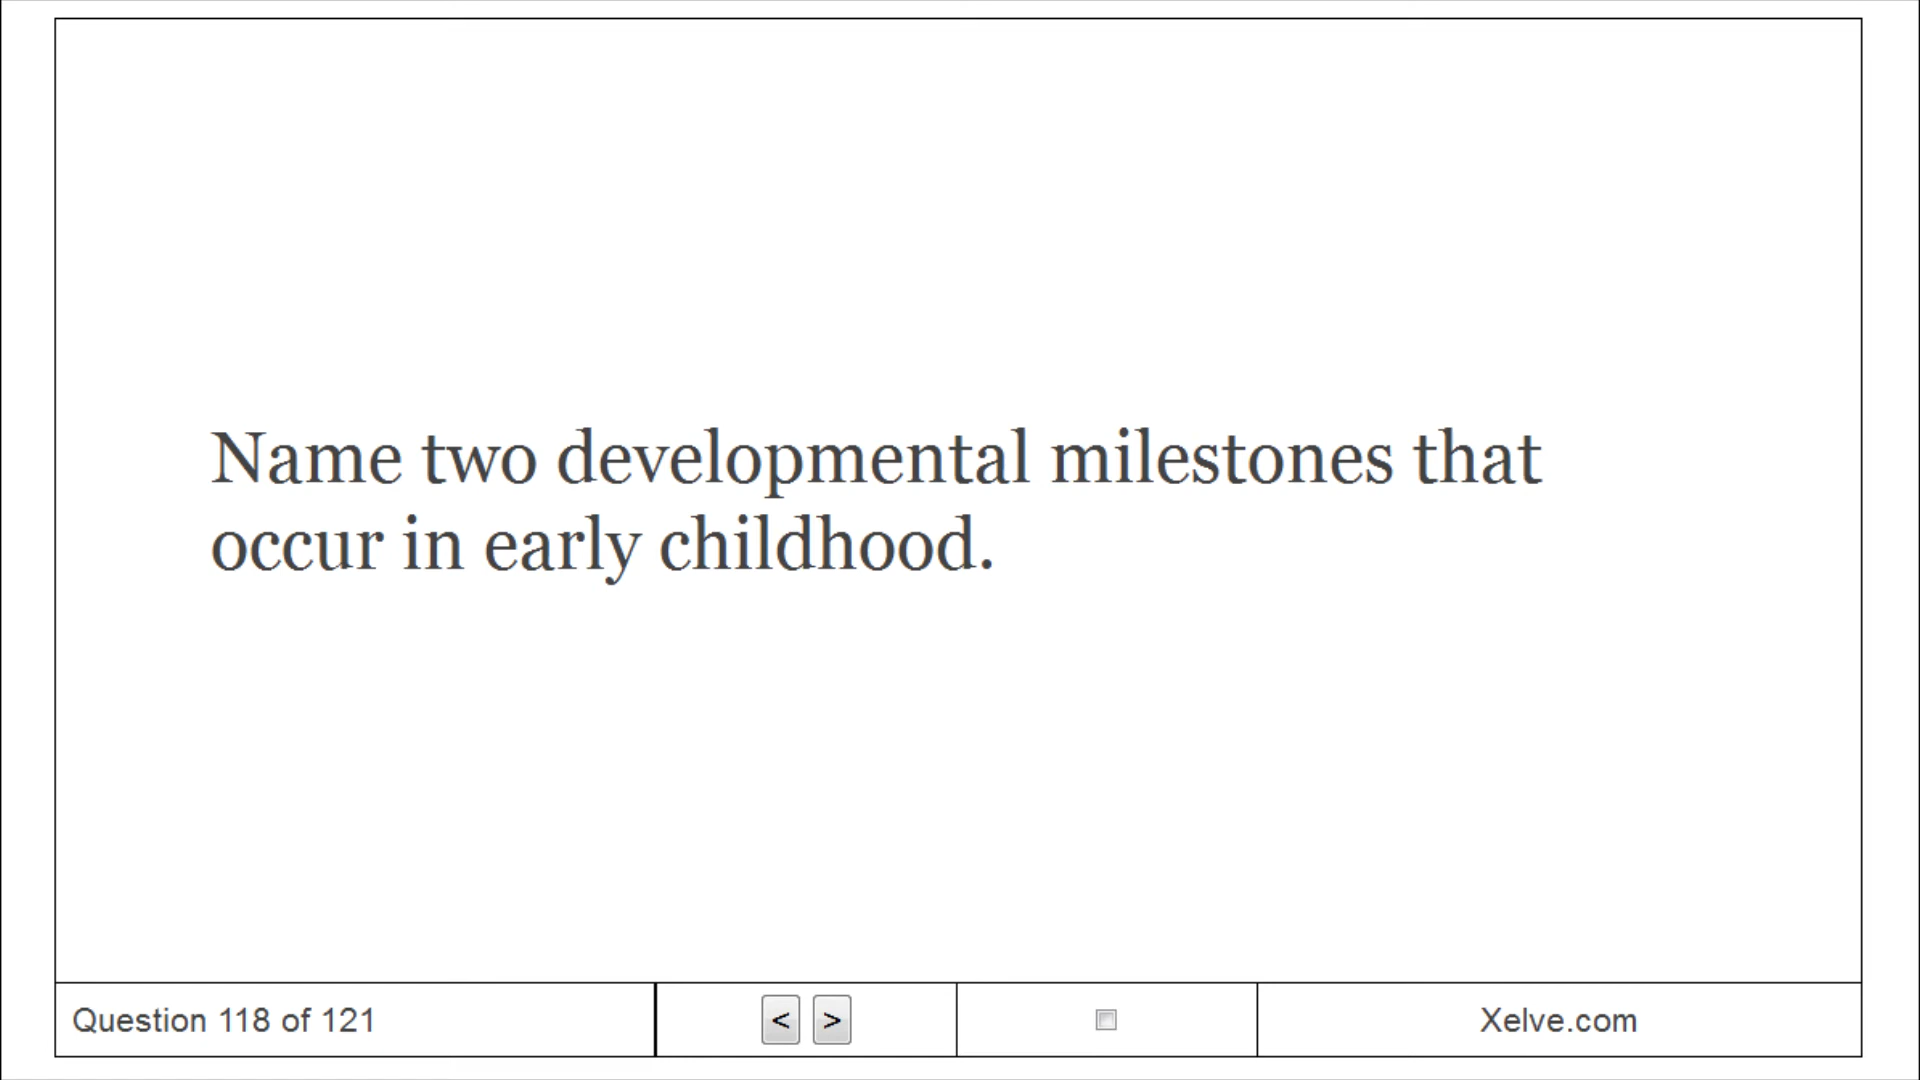 Name two developmental milestones that
occur in early childhood.
Question 118 of 121
< >
Xelve.com